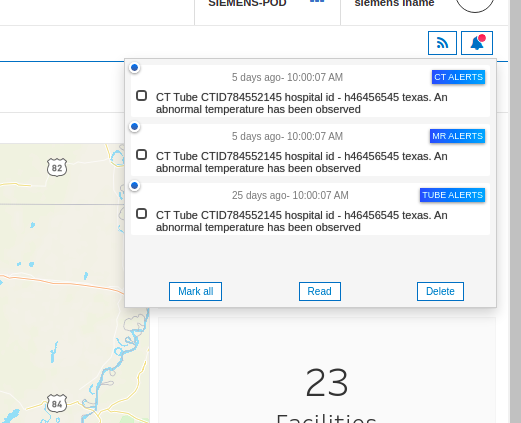 SIEMENS-POD
siemens lname
5 days ago- 10:00:07 AM
CT ALERTS
CT Tube CTID784552145 hospital id - h46456545 texas. An
abnormal temperature has been observed
5 days ago- 10:00:07 AM
MR ALERTS
CT Tube CTID784552145 hospital id - h46456545 texas. An
abnormal temperature has been observed
25 days ago- 10:00:07 AM
TUBE ALERTS
CT Tube CTID784552145 hospital id - h46456545 texas. An
abnormal temperature has been observed
Mark all
Read
Delete
82
84
23
Facilities